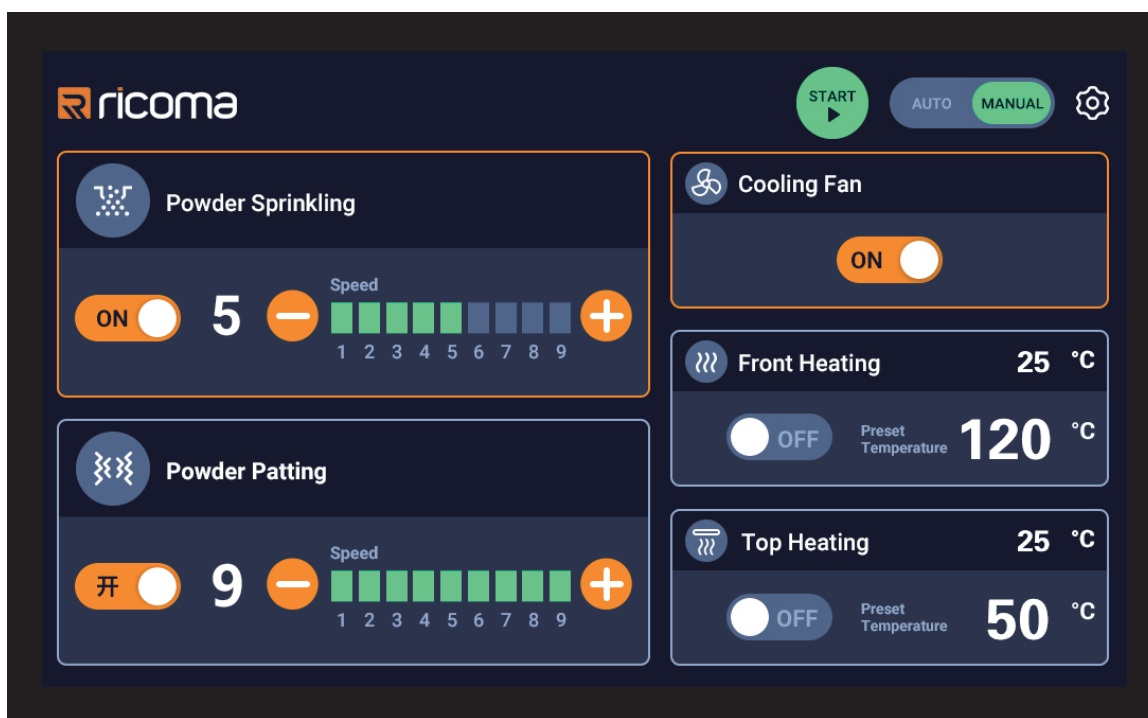 ricoma
START
AUTO MANUAL
Powder Sprinkling
ON 5
Speed
1 2 3 4 5 6 7 8 9
Powder Patting
开 9
Speed
1 2 3 4 5 6 7 8 9
Cooling Fan
ON
Front Heating 25 °C
OFF Preset Temperature 120 °C
Top Heating 25 °C
OFF Preset Temperature 50 °C